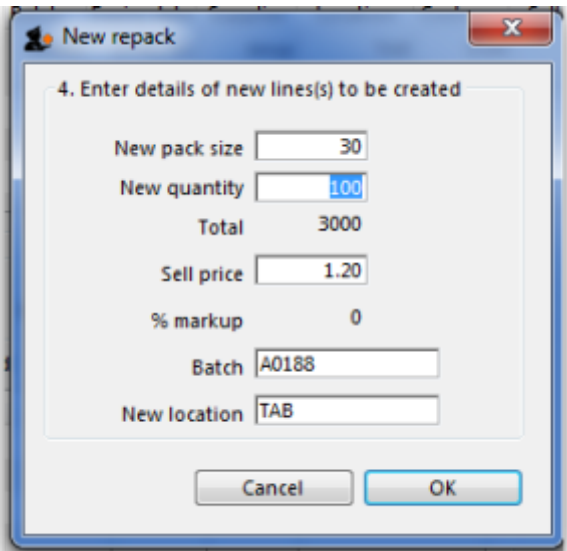 New repack
4. Enter details of new lines(s) to be created
New pack size 30
New quantity 100
Total 3000
Sell price 1.20
% markup 0
Batch A0188
New location TAB
Cancel OK